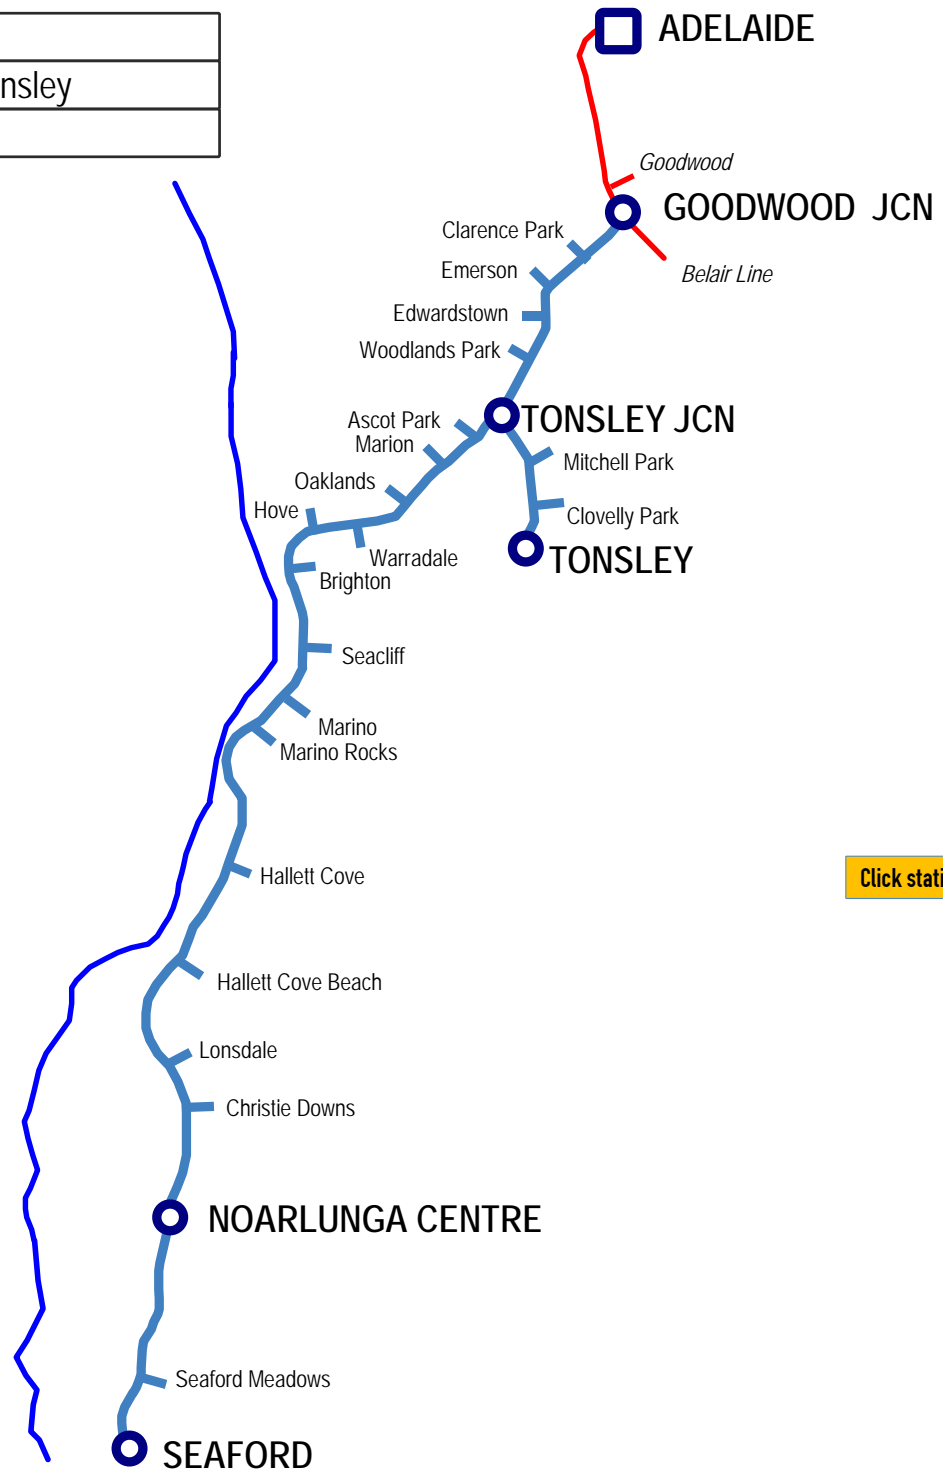 ADELAIDE
nsley
Goodwood
GOODWOOD JCN
Clarence Park
Emerson
Belair Line
Edwardstown
Woodlands Park
Ascot Park
TONSLEY JCN
Marion
Mitchell Park
Oaklands
Hove
Clovelly Park
Warradale
TONSLEY
Brighton
Seacliff
Marino
Marino Rocks
Hallett Cove
Click stati
Hallett Cove Beach
Lonsdale
Christie Downs
NOARLUNGA CENTRE
Seaford Meadows
SEAFORD